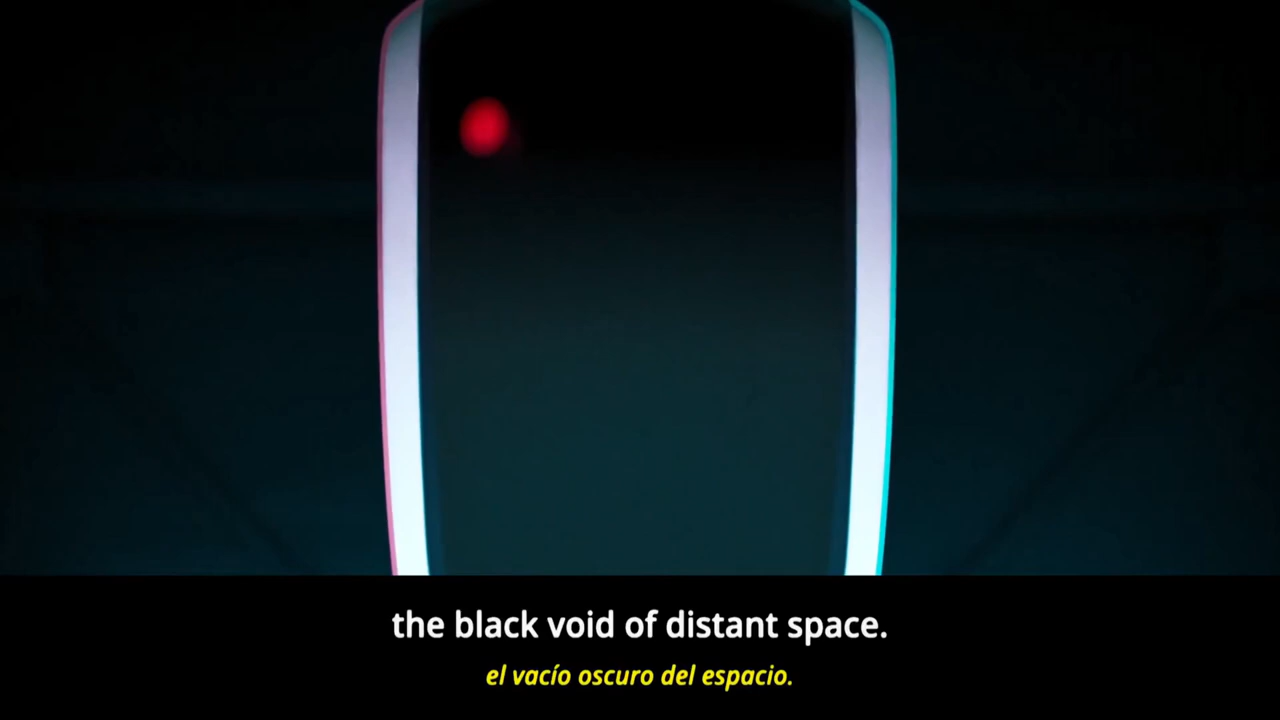 the black void of distant space.
el vacío oscuro del espacio.